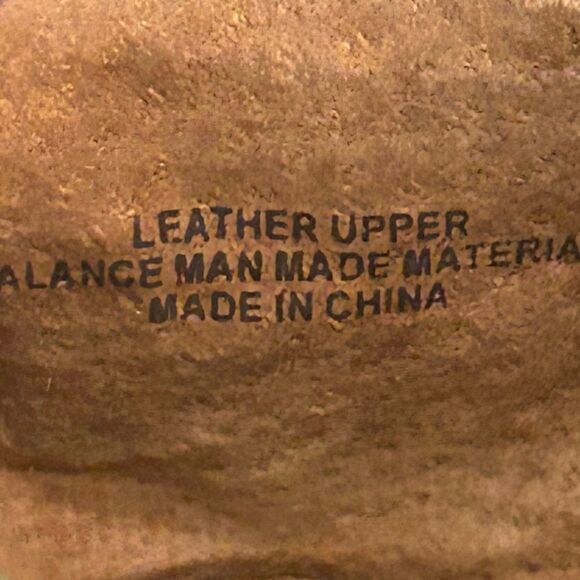 LEATHER UPPER
ALANCE MAN MADE MATERIA
MADE IN CHINA